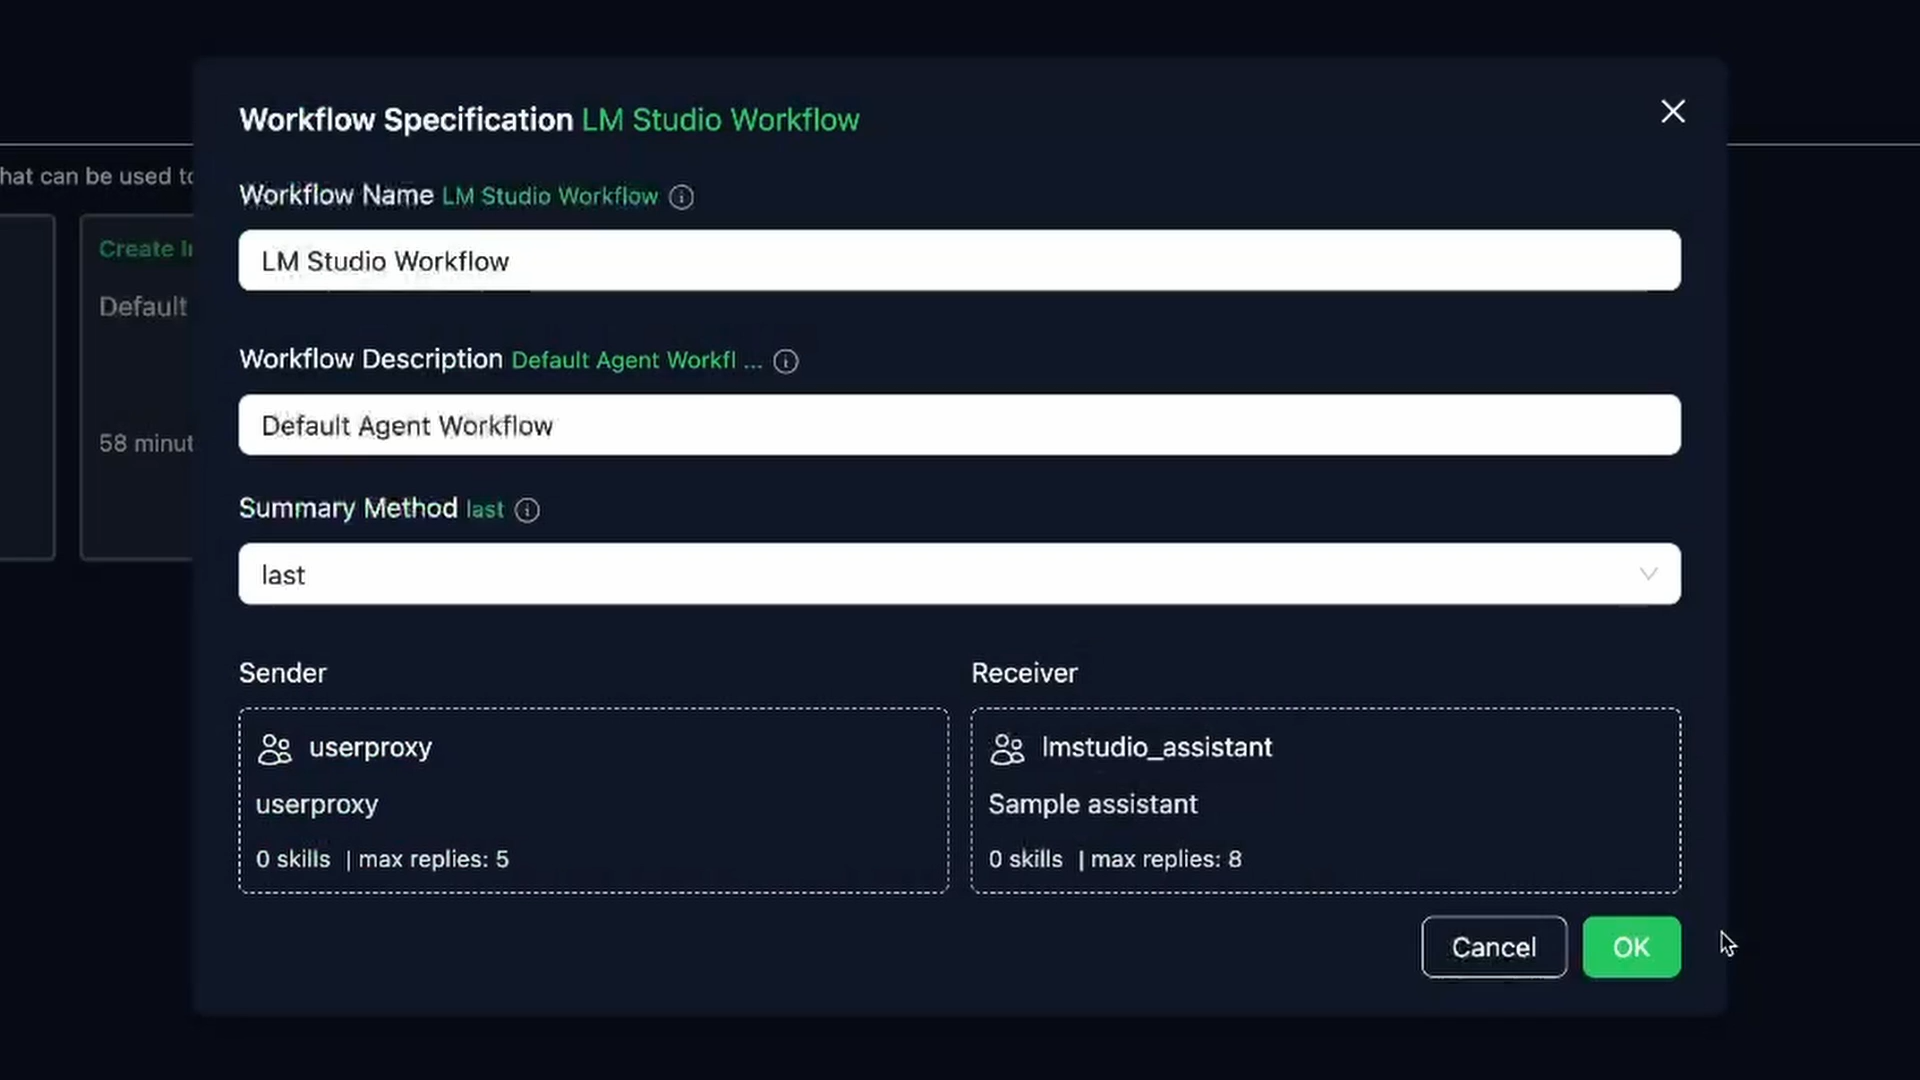 Workflow Specification LM Studio Workflow
hat can be used to
Workflow Name LM Studio Workflow
LM Studio Workflow
Create I
Default
58 minut
Workflow Description Default Agent Workfl ...
Default Agent Workflow
Summary Method last
last
Sender
userproxy
userproxy
0 skills | max replies: 5
Receiver
lmstudio_assistant
Sample assistant
0 skills | max replies: 8
Cancel
OK